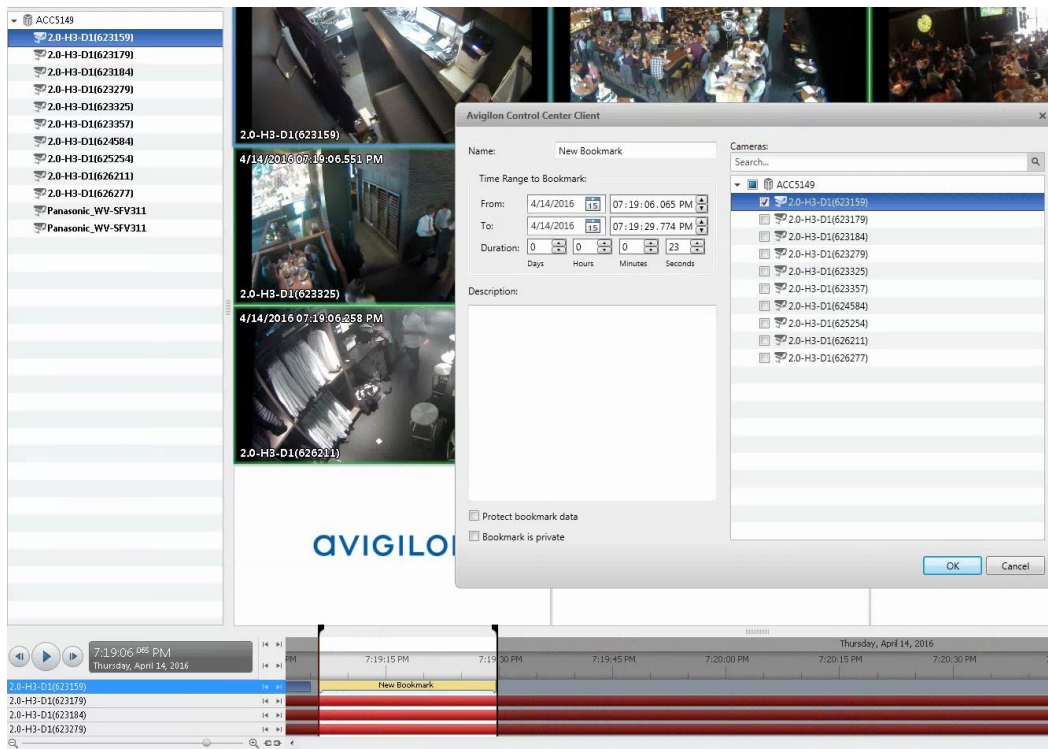 ACC5149
2.0-H3-D1(623159)
2.0-H3-D1(623179)
2.0-H3-D1(623184)
2.0-H3-D1(623279)
2.0-H3-D1(623325)
2.0-H3-D1(623357)
2.0-H3-D1(624584)
2.0-H3-D1(625254)
2.0-H3-D1(626211)
2.0-H3-D1(626277)
Panasonic_WV-SFV311
Panasonic_WV-SFV311
2.0-H3-D1(623159)
4/14/2016 07:19:06.551 PM
2.0-H3-D1(623325)
4/14/2016 07:19:06.258 PM
2.0-H3-D1(626211)
AVIGILO
Avigilon Control Center Client
Name: New Bookmark
Time Range to Bookmark:
From: 4/14/2016 15 07:19:06.065 PM
To: 4/14/2016 15 07:19:29.774 PM
Duration: 0 0 0 23
Days Hours Minutes Seconds
Description:
Protect bookmark data
Bookmark is private
Cameras:
Search...
ACC5149
2.0-H3-D1(623159)
2.0-H3-D1(623179)
2.0-H3-D1(623184)
2.0-H3-D1(623279)
2.0-H3-D1(623325)
2.0-H3-D1(623357)
2.0-H3-D1(624584)
2.0-H3-D1(625254)
2.0-H3-D1(626211)
2.0-H3-D1(626277)
OK Cancel
7:19:06.065 PM
Thursday, April 14, 2016
Thursday, April 14, 2016
PM 7:19:15 PM 7:19:30 PM 7:19:45 PM 7:20:00 PM 7:20:15 PM 7:20:30 PM
2.0-H3-D1(623159) New Bookmark
2.0-H3-D1(623179)
2.0-H3-D1(623184)
2.0-H3-D1(623279)